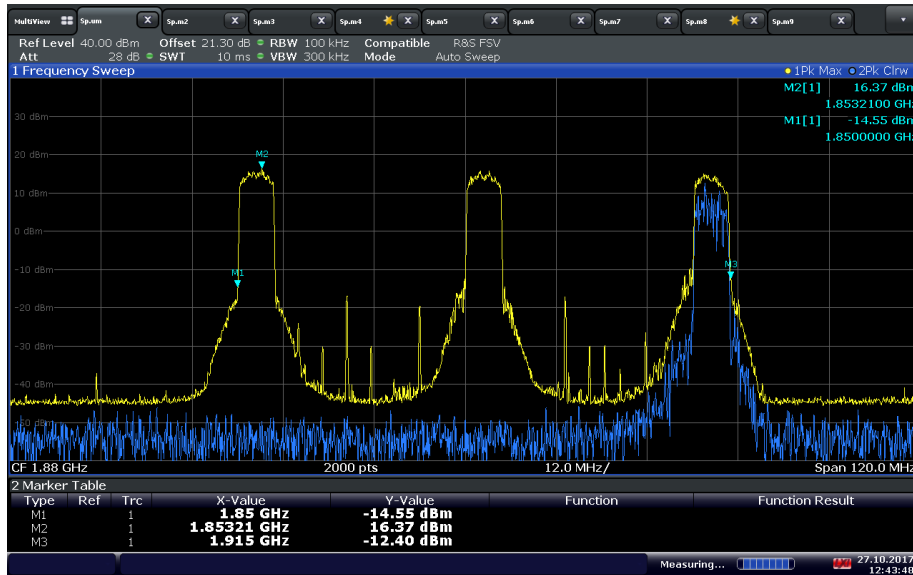 MultiView Sp.um X Sp.m2 X Sp.m3 X Sp.m4 X Sp.m5 X Sp.m6 X Sp.m7 X Sp.m8 X Sp.m9 X
Ref Level 40.00 dBm Offset 21.30 dB RBW 100 kHz Compatible R&S FSV
Att 28 dB SWT 10 ms VBW 300 kHz Mode Auto Sweep
1 Frequency Sweep 1Pk Max 2Pk Clrw
M2[1] 16.37 dBm
1.8532100 GHz
M1[1] -14.55 dBm
1.8500000 GHz
30 dBm
20 dBm
M2
10 dBm
0 dBm
-10 dBm
M1
M3
-20 dBm
-30 dBm
-40 dBm
-50 dBm
CF 1.88 GHz 2000 pts 12.0 MHz/ Span 120.0 MHz
2 Marker Table
Type Ref Trc X-Value Y-Value Function Function Result
M1 1 1.85 GHz -14.55 dBm
M2 1 1.85321 GHz 16.37 dBm
M3 1 1.915 GHz -12.40 dBm
Measuring... 27.10.2017
12:43:48